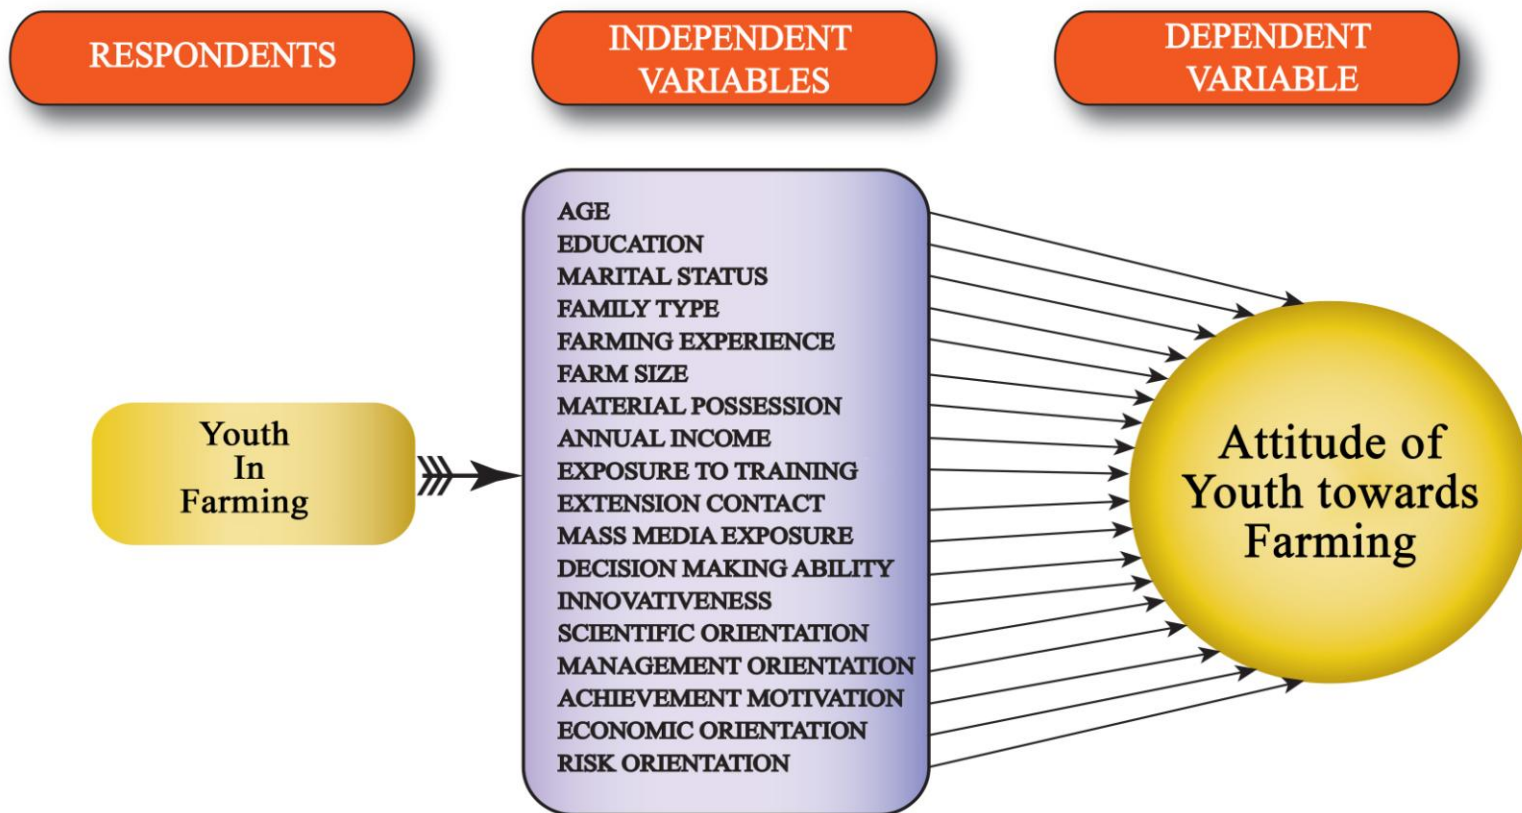 RESPONDENTS
INDEPENDENT
VARIABLES
DEPENDENT
VARIABLE
Youth
In
Farming
AGE
EDUCATION
MARITAL STATUS
FAMILY TYPE
FARMING EXPERIENCE
FARM SIZE
MATERIAL POSSESSION
ANNUAL INCOME
EXPOSURE TO TRAINING
EXTENSION CONTACT
MASS MEDIA EXPOSURE
DECISION MAKING ABILITY
INNOVATIVENESS
SCIENTIFIC ORIENTATION
MANAGEMENT ORIENTATION
ACHIEVEMENT MOTIVATION
ECONOMIC ORIENTATION
RISK ORIENTATION
Attitude of
Youth towards
Farming